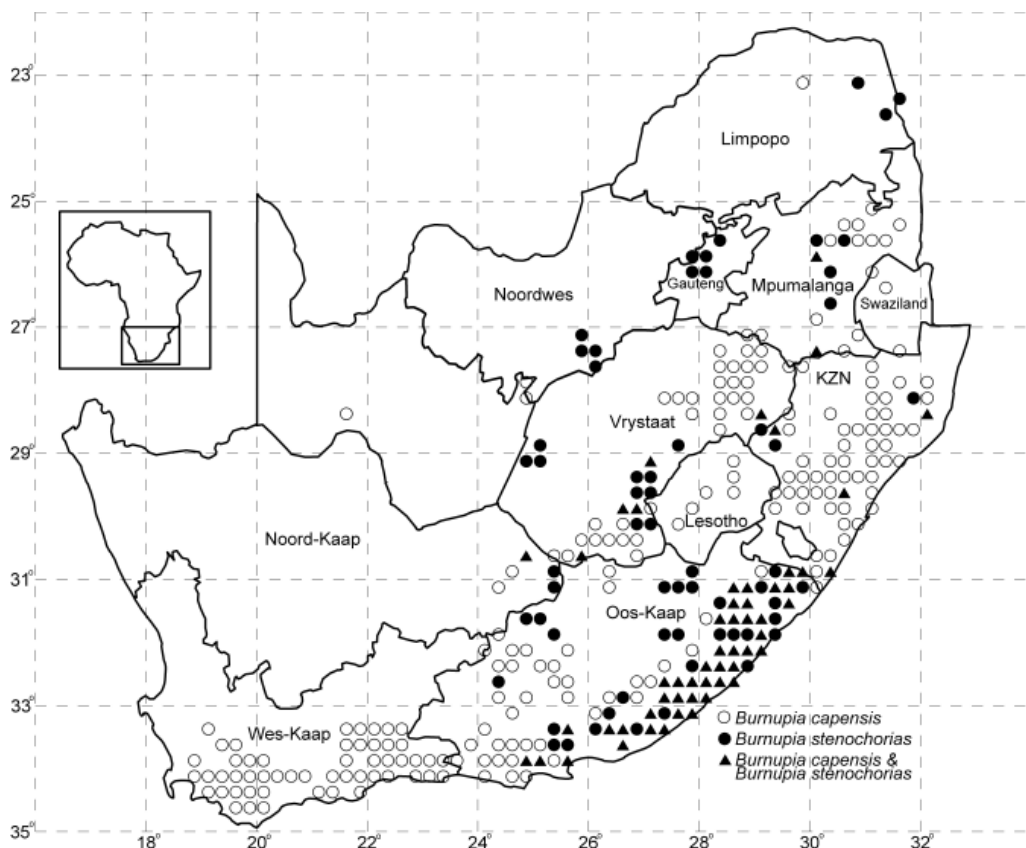 23°
25°
27°
29°
31°
33°
35°
18°
20°
22°
24°
26°
28°
30°
32°
Limpopo
Noordwes
Gauteng
Mpumalanga
Swaziland
KZN
Vrystaat
Lesotho
Noord-Kaap
Oos-Kaap
Wes-Kaap
Burnupia capensis
Burnupia stenochorias
Burnupia capensis &
Burnupia stenochorias